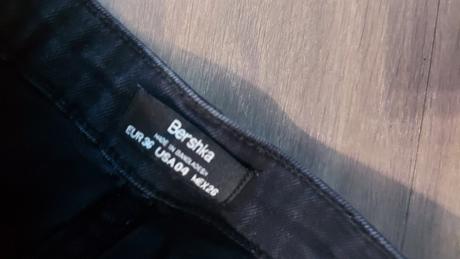 Bershka
MADE IN BANGLADESH
EUR 36 USA 04 MEX 26